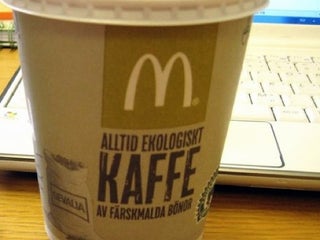 M
ALLTID EKOLOGISKT
KAFFE
AV FÄRSKMALDA BÖNOR
GEVALIA